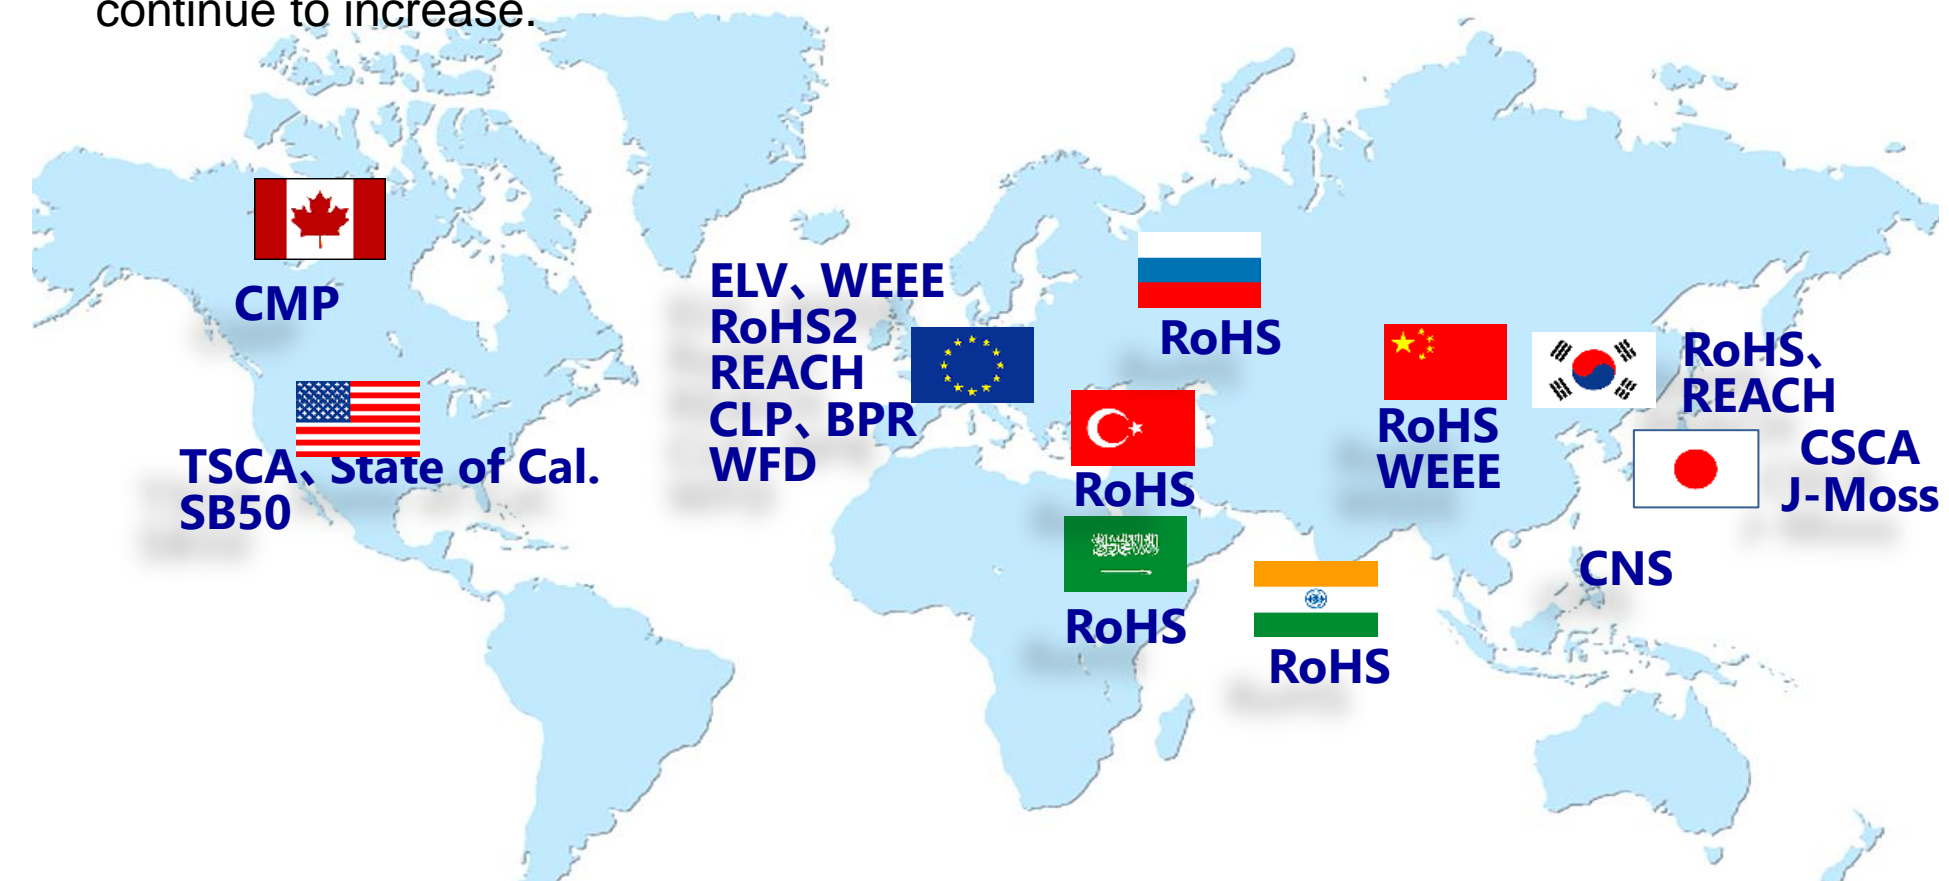 continue to increase.
CMP
TSCA、State of Cal.
SB50
ELV、WEEE
RoHS2
REACH
CLP、BPR
WFD
RoHS
RoHS
RoHS
RoHS
RoHS
WEEE
RoHS、
REACH
CSCA
J-Moss
CNS